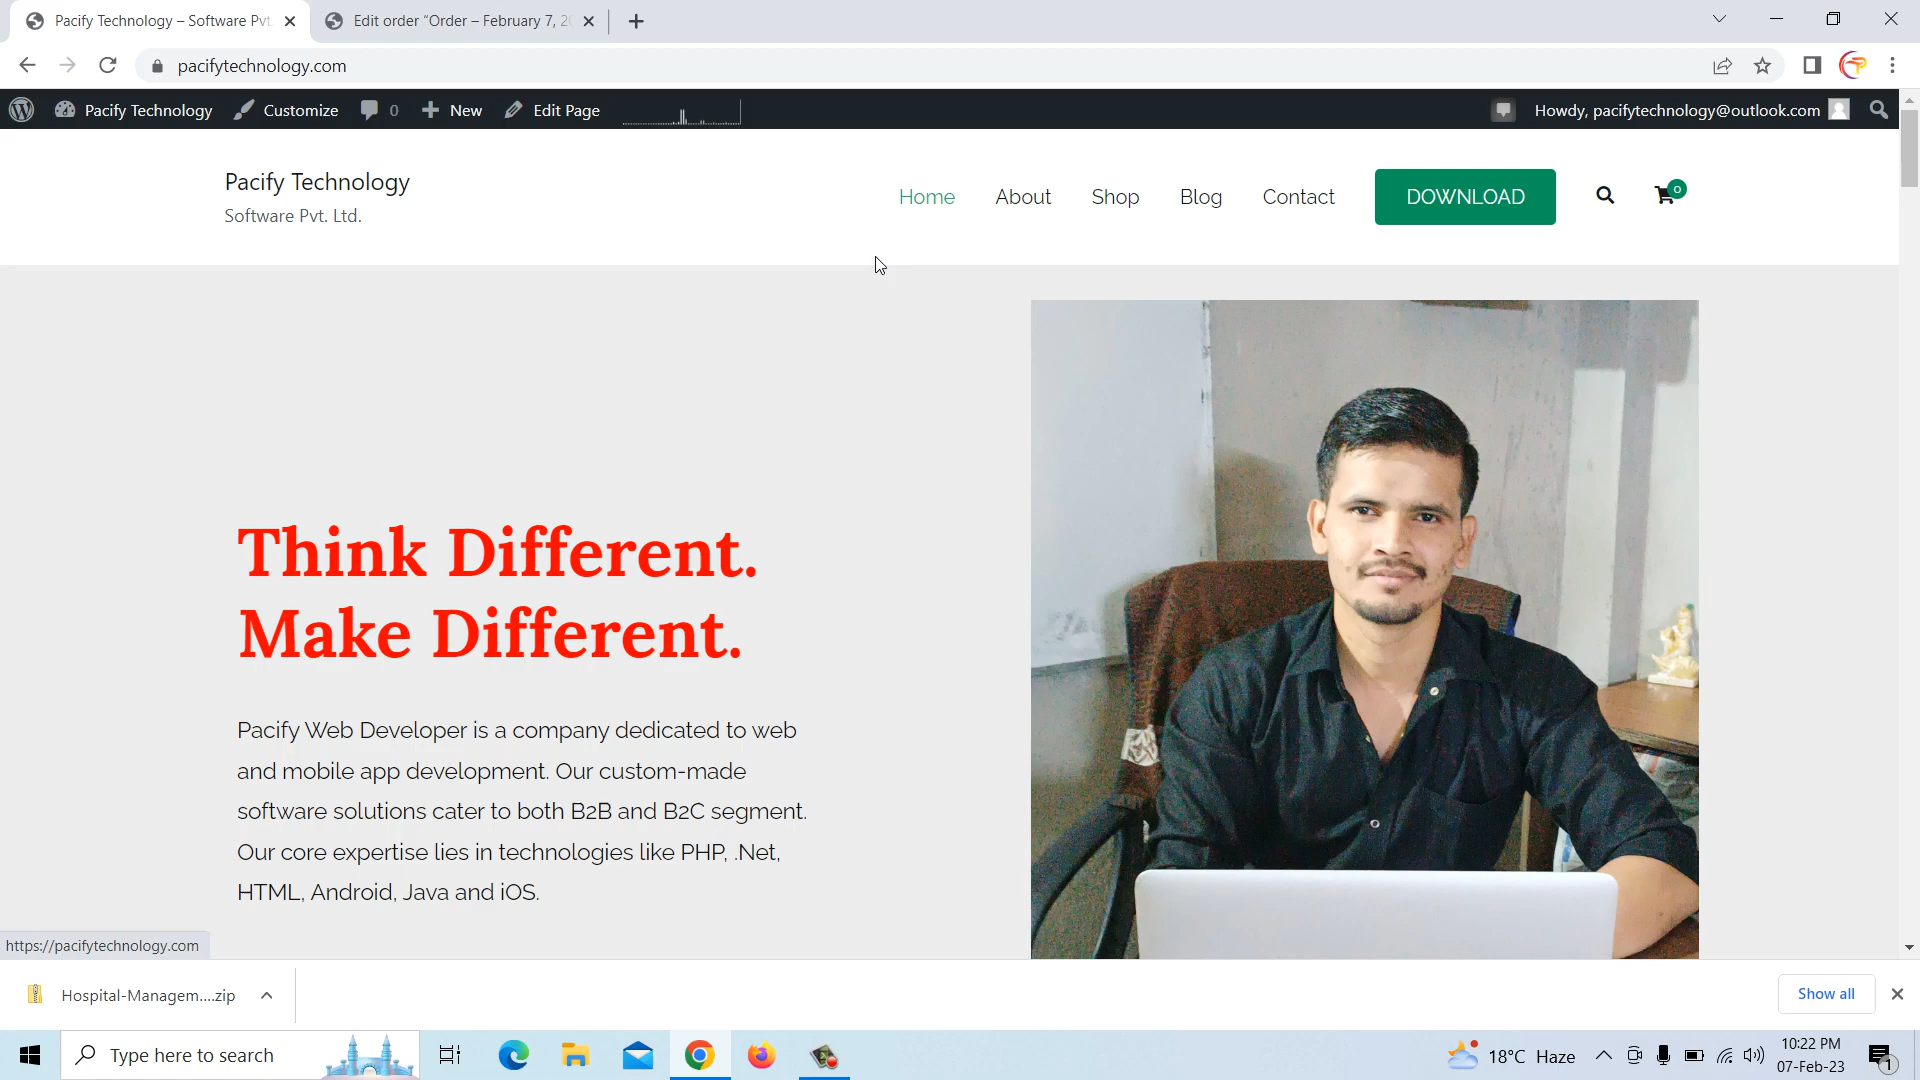 Pacify Technology – Software Pvt
Edit order “Order – February 7, 20
pacifytechnology.com
Pacify Technology
Customize
0
New
Edit Page
Howdy, pacifytechnology@outlook.com
Pacify Technology
Software Pvt. Ltd.
Home
About
Shop
Blog
Contact
DOWNLOAD
0
Think Different.
Make Different.
Pacify Web Developer is a company dedicated to web
and mobile app development. Our custom-made
software solutions cater to both B2B and B2C segment.
Our core expertise lies in technologies like PHP, .Net,
HTML, Android, Java and iOS.
https://pacifytechnology.com
Hospital-Managem....zip
Show all
Type here to search
18°C Haze
10:22 PM
07-Feb-23
1